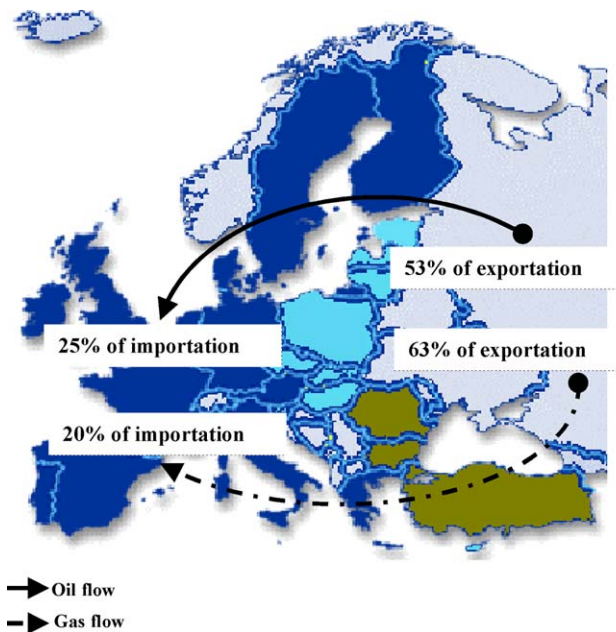 53% of exportation
25% of importation
63% of exportation
20% of importation
Oil flow
Gas flow